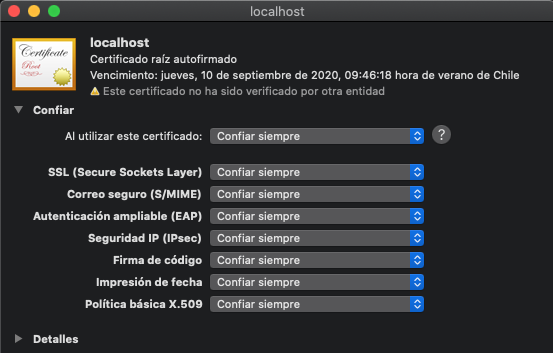 localhost
Certificate
Root
localhost
Certificado raíz autofirmado
Vencimiento: jueves, 10 de septiembre de 2020, 09:46:18 hora de verano de Chile
Este certificado no ha sido verificado por otra entidad
Confiar
Al utilizar este certificado: Confiar siempre ?
SSL (Secure Sockets Layer) Confiar siempre
Correo seguro (S/MIME) Confiar siempre
Autenticación ampliable (EAP) Confiar siempre
Seguridad IP (IPsec) Confiar siempre
Firma de código Confiar siempre
Impresión de fecha Confiar siempre
Política básica X.509 Confiar siempre
Detalles